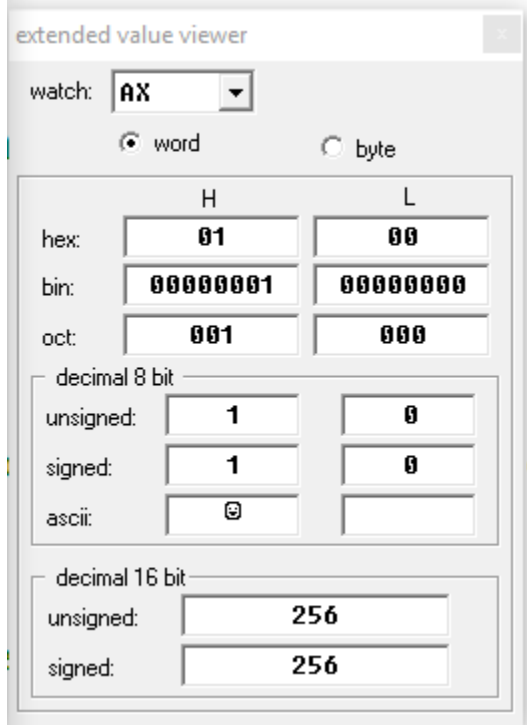 extended value viewer x
watch: AX
word byte
H L
hex: 01 00
bin: 00000001 00000000
oct: 001 000
decimal 8 bit
unsigned: 1 0
signed: 1 0
ascii: ☺
decimal 16 bit
unsigned: 256
signed: 256